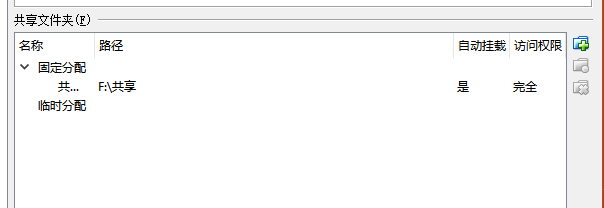 共享文件夹(F)
名称 路径 自动挂载 访问权限
固定分配
共... F:\共享 是 完全
临时分配